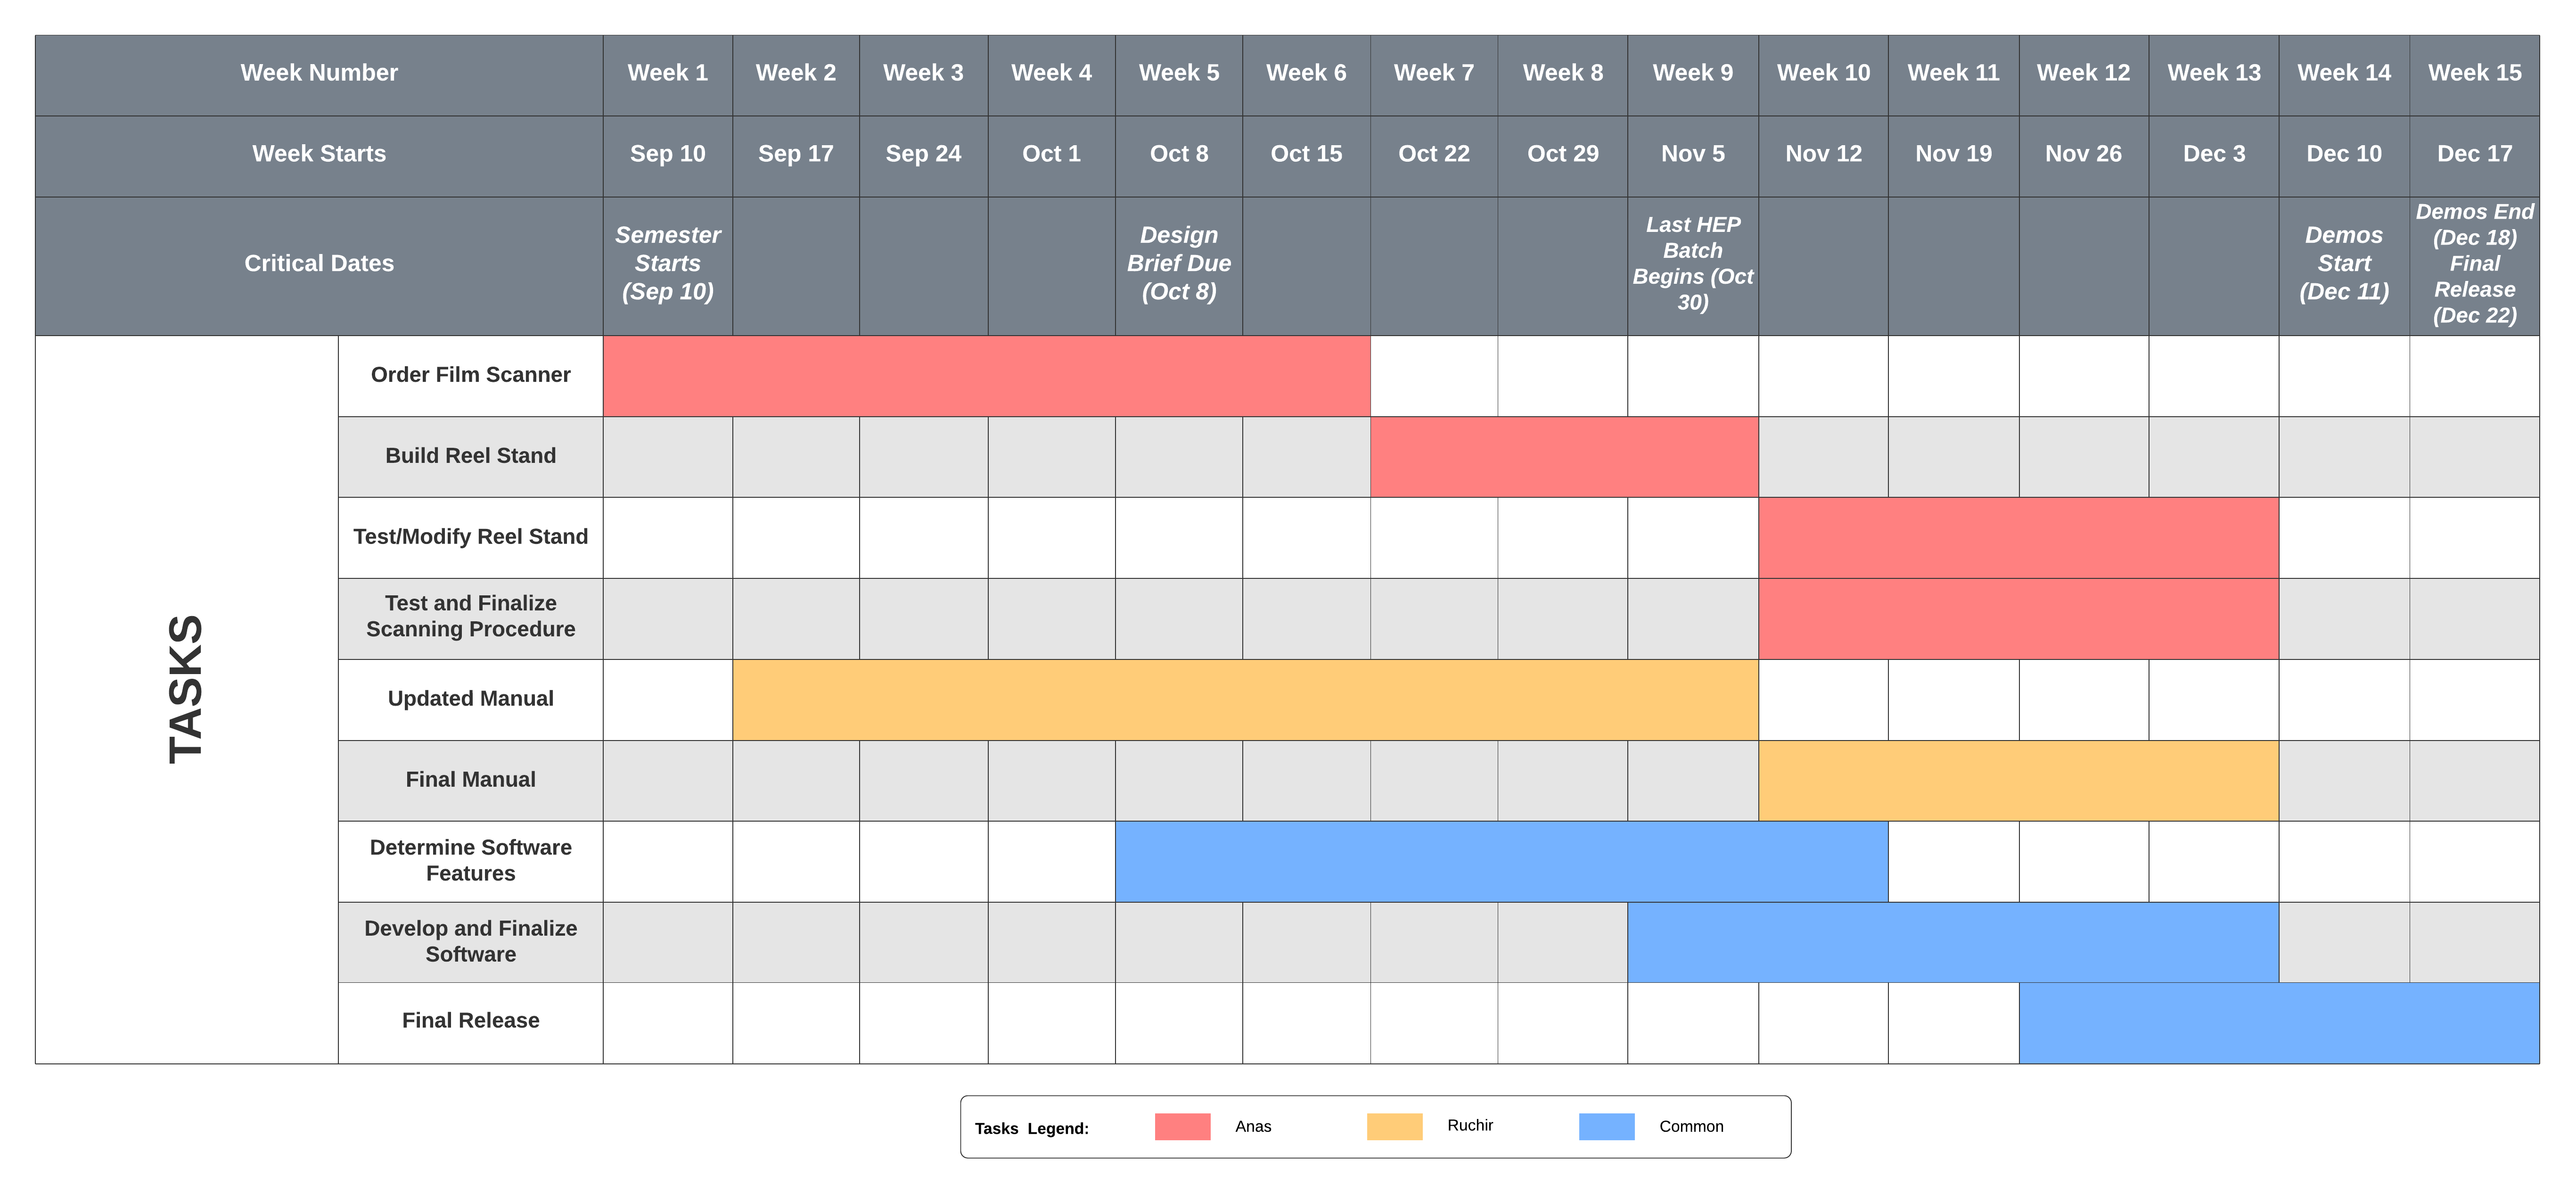 Week Number Week 1 Week 2 Week 3 Week 4 Week 5 Week 6 Week 7 Week 8 Week 9 Week 10 Week 11 Week 12 Week 13 Week 14 Week 15
Week Starts Sep 10 Sep 17 Sep 24 Oct 1 Oct 8 Oct 15 Oct 22 Oct 29 Nov 5 Nov 12 Nov 19 Nov 26 Dec 3 Dec 10 Dec 17
Critical Dates
Semester
Starts
(Sep 10)
Design
Brief Due
(Oct 8)
Last HEP
Batch
Begins (Oct
30)
Demos
Start
(Dec 11)
Demos End
(Dec 18)
Final
Release
(Dec 22)
TASKS
Order Film Scanner
Build Reel Stand
Test/Modify Reel Stand
Test and Finalize
Scanning Procedure
Updated Manual
Final Manual
Determine Software
Features
Develop and Finalize
Software
Final Release
Tasks Legend: Anas Ruchir Common